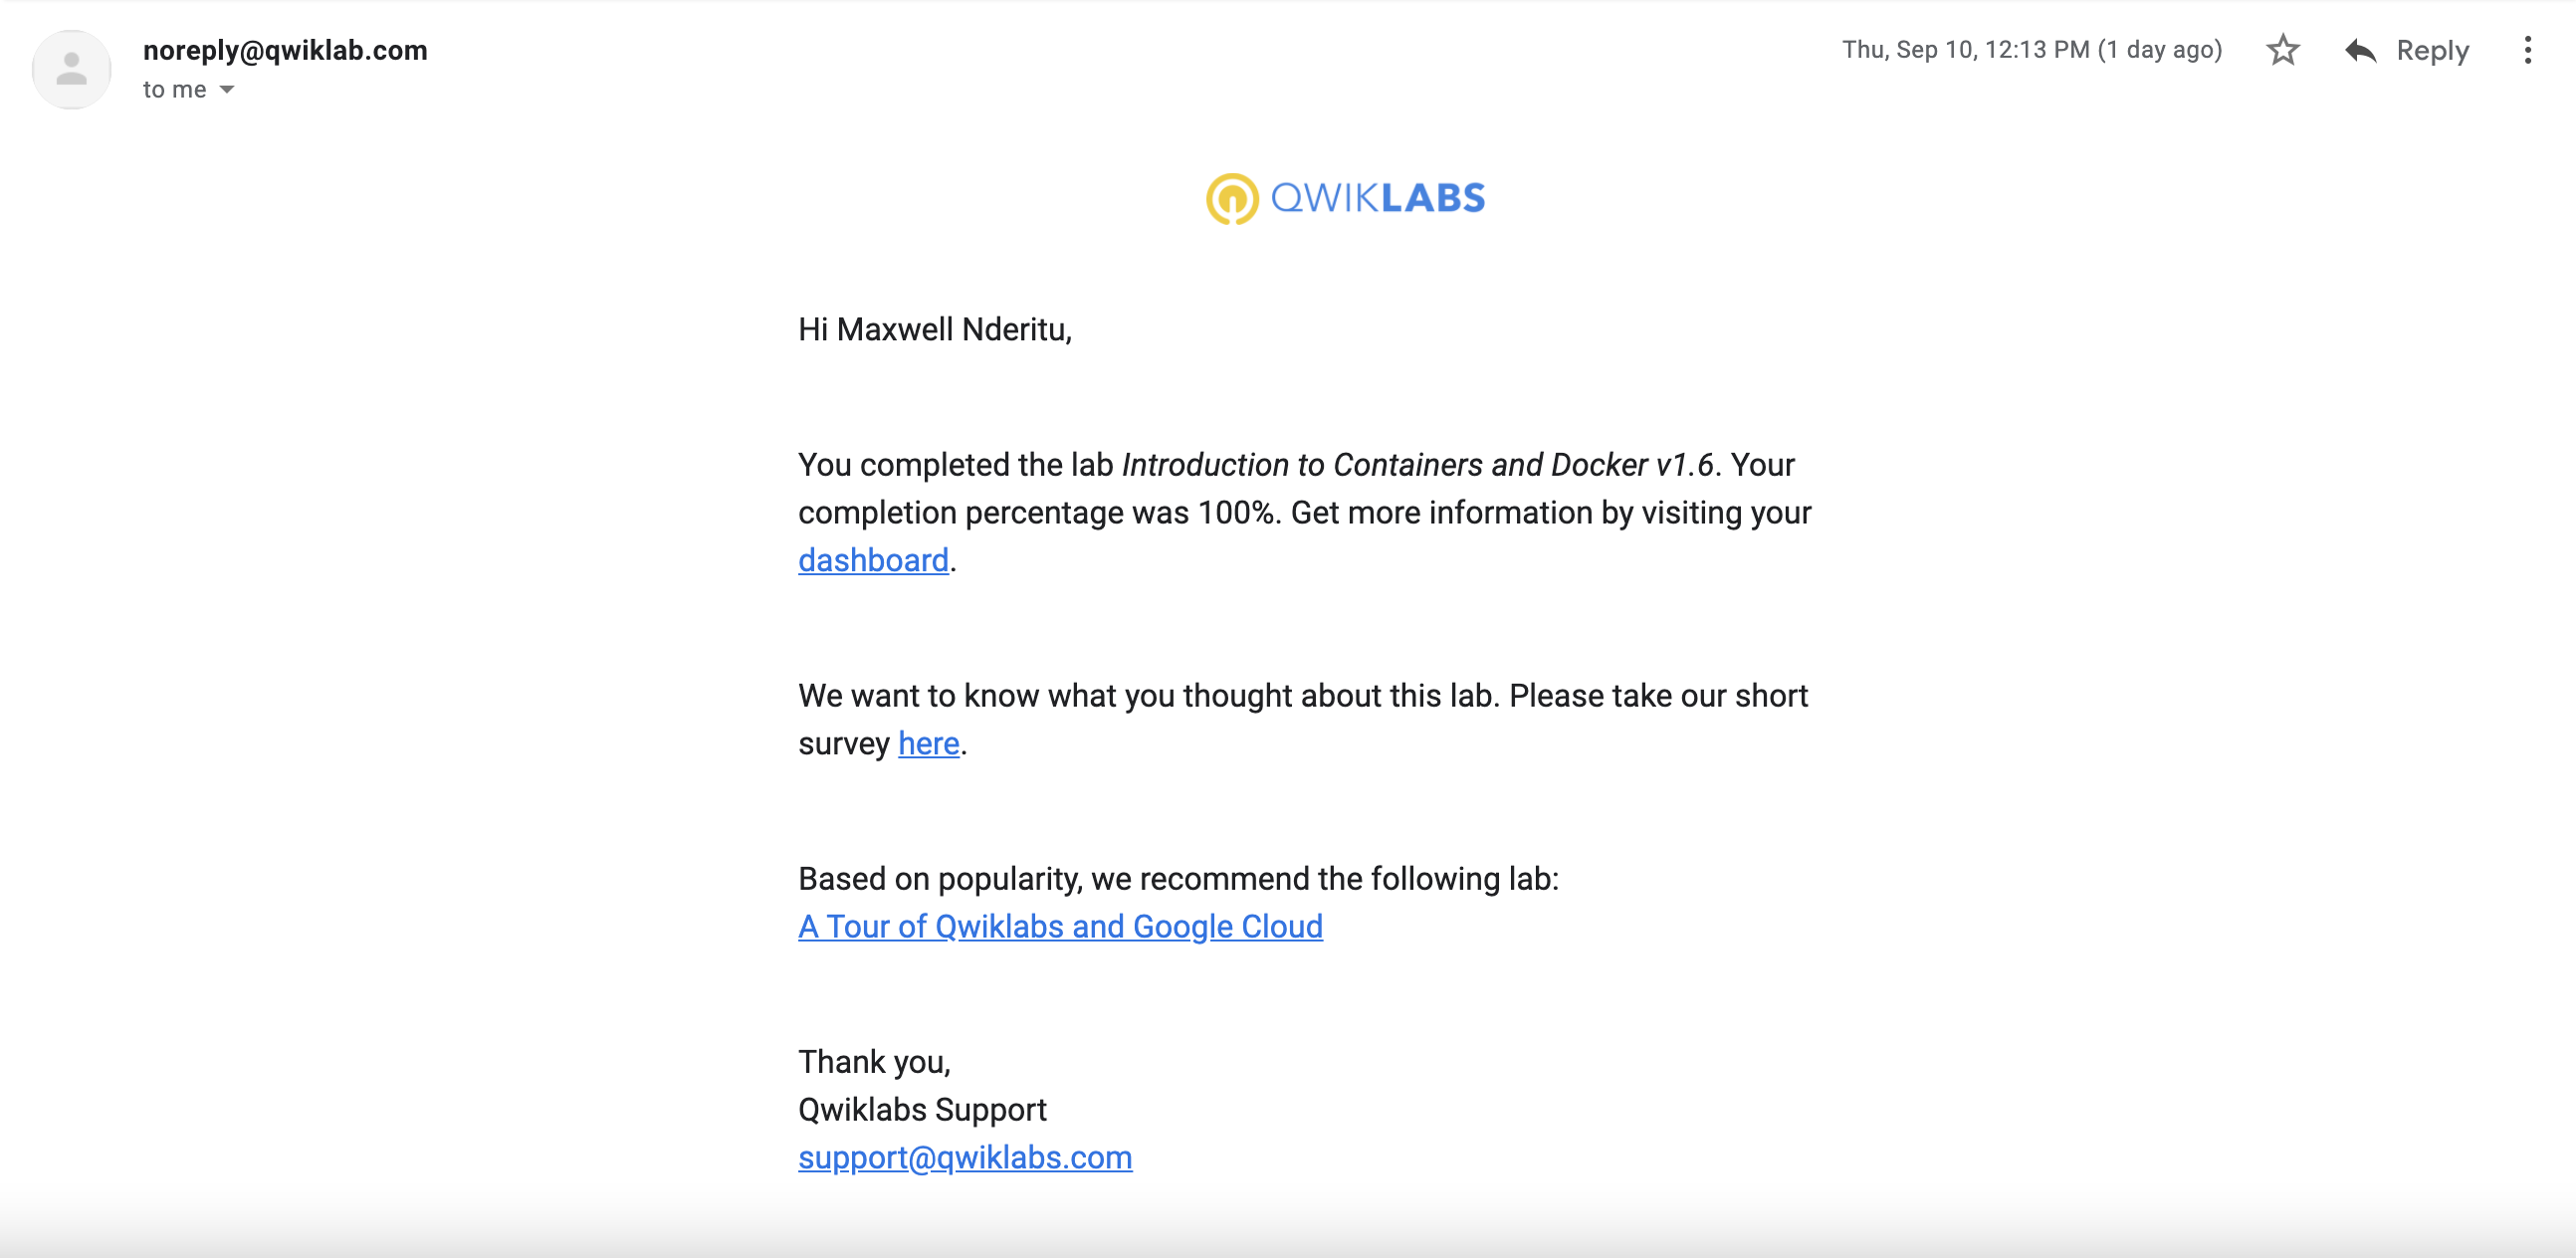 noreply@qwiklab.com
Thu, Sep 10, 12:13 PM (1 day ago)
Reply
to me
QWIKLABS
Hi Maxwell Nderitu,
You completed the lab Introduction to Containers and Docker v1.6. Your
completion percentage was 100%. Get more information by visiting your
dashboard.
We want to know what you thought about this lab. Please take our short
survey here.
Based on popularity, we recommend the following lab:
A Tour of Qwiklabs and Google Cloud
Thank you,
Qwiklabs Support
support@qwiklabs.com